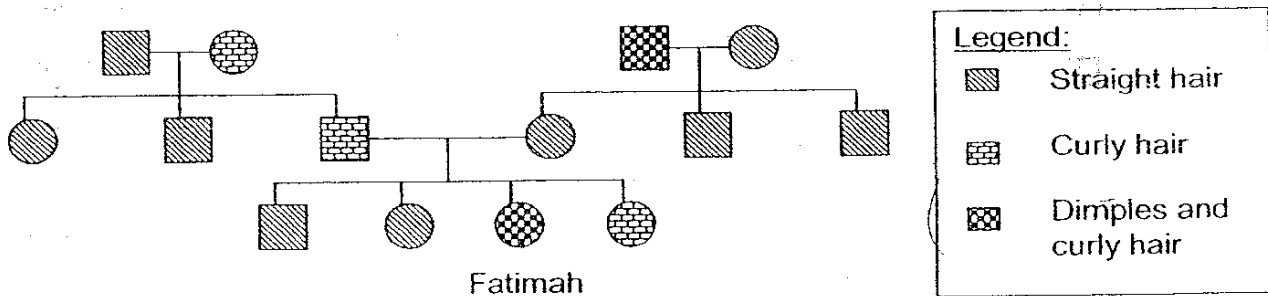 Legend:
Straight hair
Curly hair
Dimples and
curly hair
Fatimah